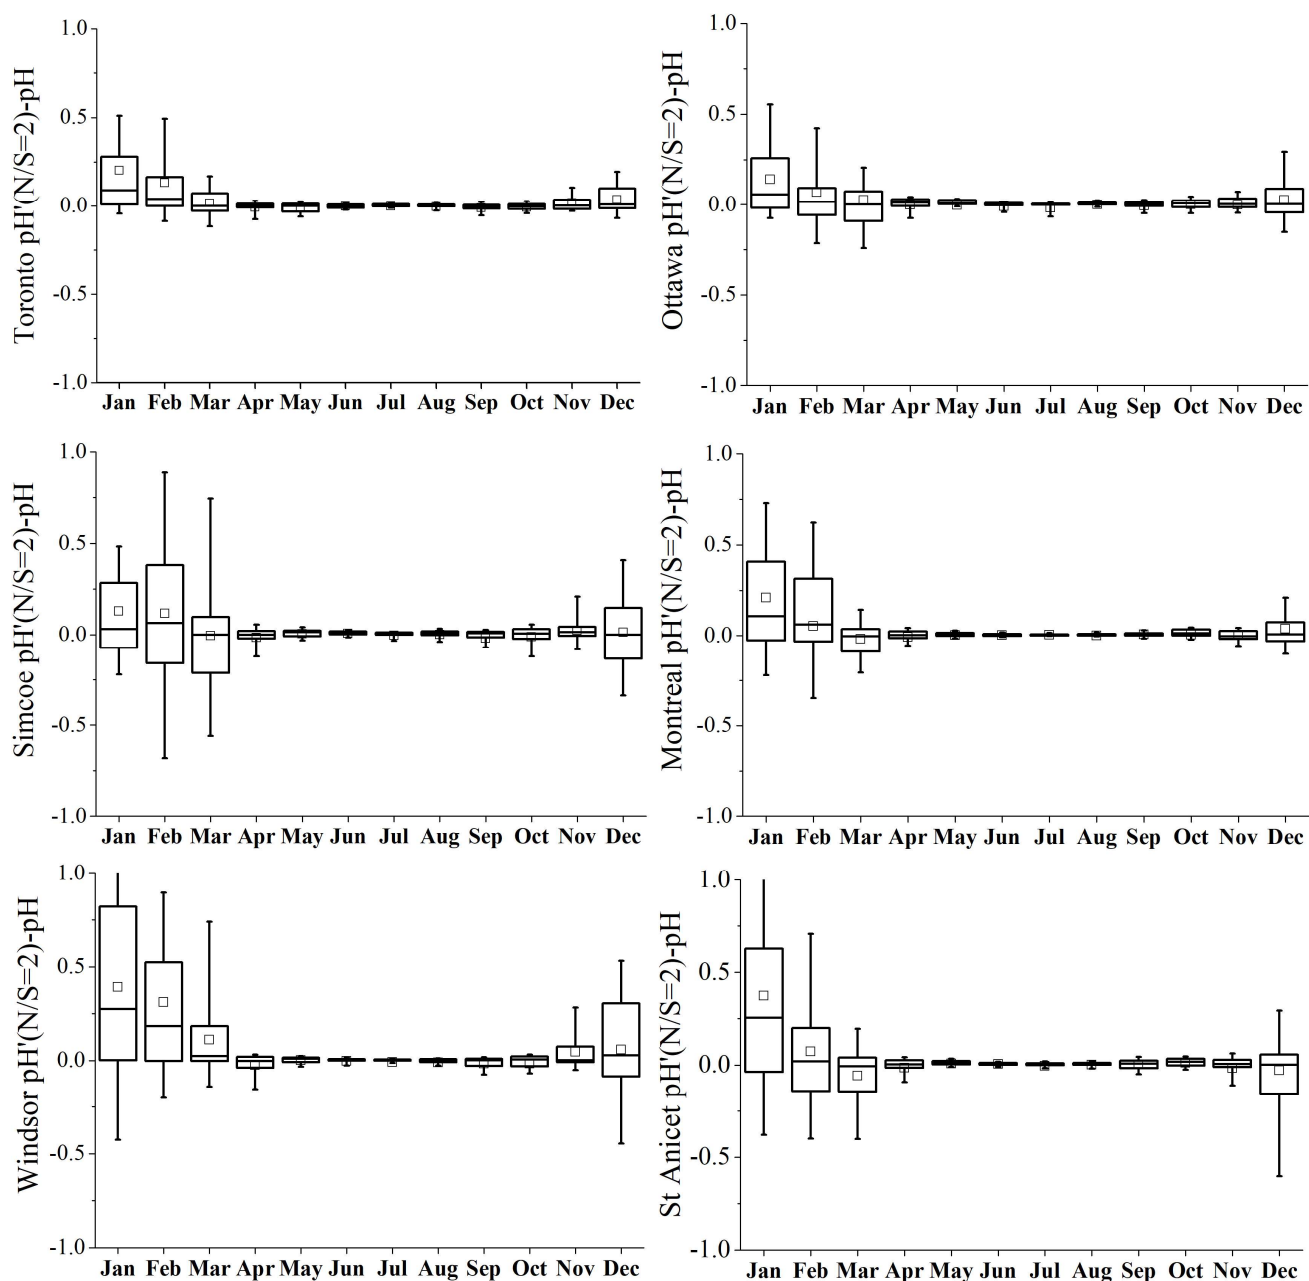 Toronto pH'(N/S=2)-pH
1.0
0.5
0.0
-0.5
-1.0
Jan Feb Mar Apr May Jun Jul Aug Sep Oct Nov Dec
Ottawa pH'(N/S=2)-pH
1.0
0.5
0.0
-0.5
-1.0
Jan Feb Mar Apr May Jun Jul Aug Sep Oct Nov Dec
Simcoe pH'(N/S=2)-pH
1.0
0.5
0.0
-0.5
-1.0
Jan Feb Mar Apr May Jun Jul Aug Sep Oct Nov Dec
Montreal pH'(N/S=2)-pH
1.0
0.5
0.0
-0.5
-1.0
Jan Feb Mar Apr May Jun Jul Aug Sep Oct Nov Dec
Windsor pH'(N/S=2)-pH
1.0
0.5
0.0
-0.5
-1.0
Jan Feb Mar Apr May Jun Jul Aug Sep Oct Nov Dec
St Anicet pH'(N/S=2)-pH
1.0
0.5
0.0
-0.5
-1.0
Jan Feb Mar Apr May Jun Jul Aug Sep Oct Nov Dec